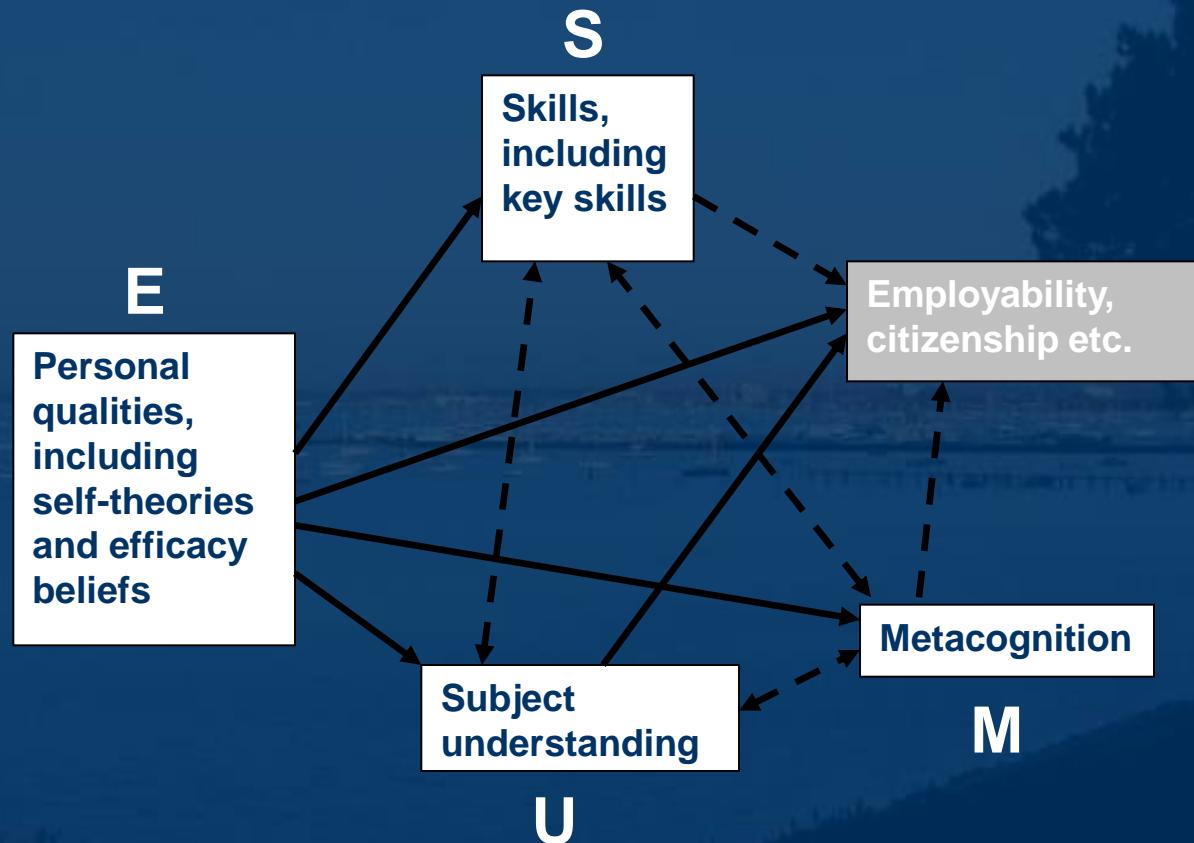 S
Skills,
including
key skills
E
Personal
qualities,
including
self-theories
and efficacy
beliefs
Employability,
citizenship etc.
Metacognition
M
Subject
understanding
U